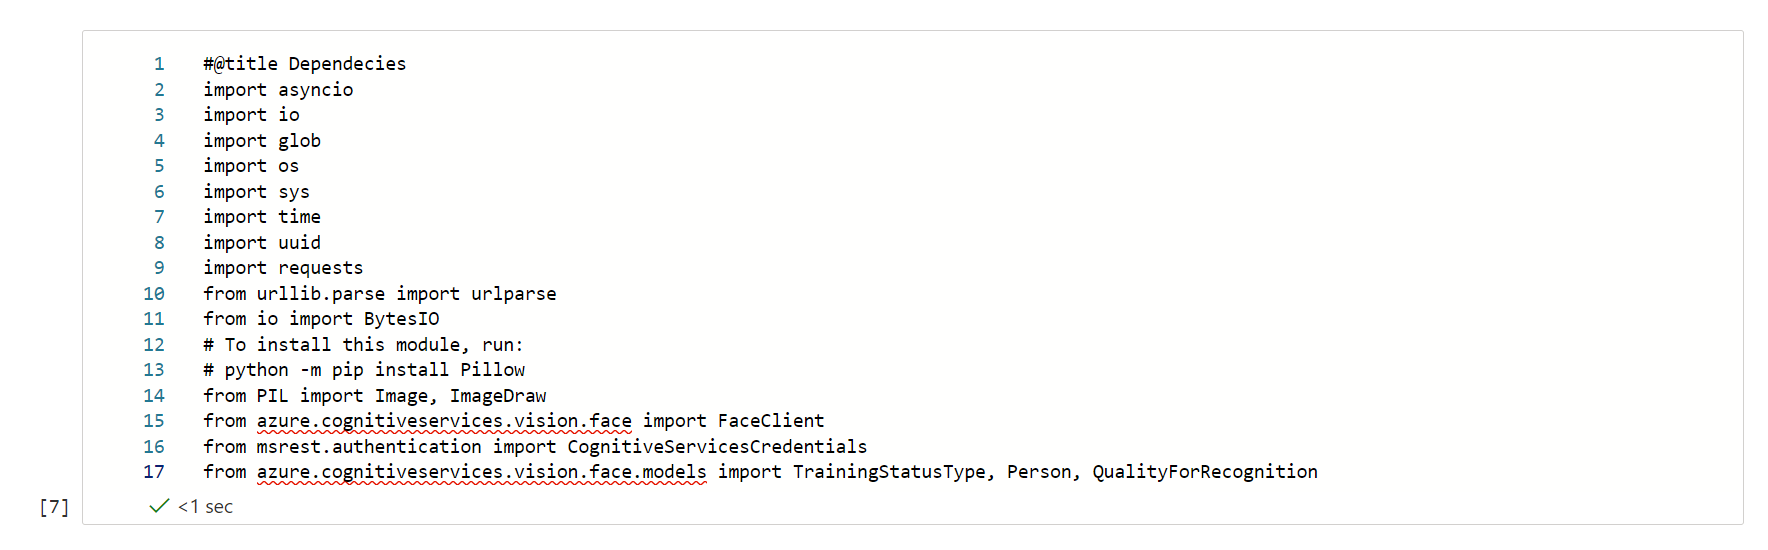 1 #@title Dependecies
2 import asyncio
3 import io
4 import glob
5 import os
6 import sys
7 import time
8 import uuid
9 import requests
10 from urllib.parse import urlparse
11 from io import BytesIO
12 # To install this module, run:
13 # python -m pip install Pillow
14 from PIL import Image, ImageDraw
15 from azure.cognitiveservices.vision.face import FaceClient
16 from msrest.authentication import CognitiveServicesCredentials
17 from azure.cognitiveservices.vision.face.models import TrainingStatusType, Person, QualityForRecognition
[7] <1 sec